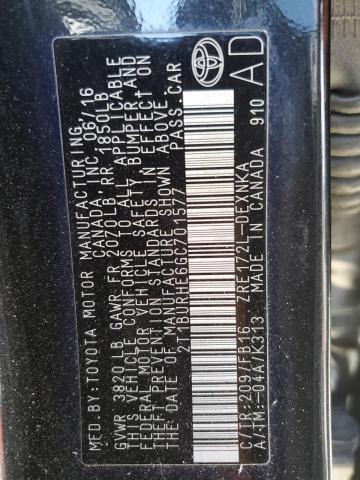 MFD. BY: TOYOTA MOTOR MANUFACTURING,
CANADA, INC. 06/16
GVWR 3820LB GAWR FR 2070LB RR 1850LB
THIS VEHICLE CONFORMS TO ALL APPLICABLE
FEDERAL MOTOR VEHICLE SAFETY, BUMPER, AND
THEFT PREVENTION STANDARDS IN EFFECT ON
THE DATE OF MANUFACTURE SHOWN ABOVE.
2T1BURHE6GC701577 PASS.CAR
TOYOTA
AD
C/TR:209/FB16 ZRE172L-DEXNKA
A/TM:-04A/K313 MADE IN CANADA 910